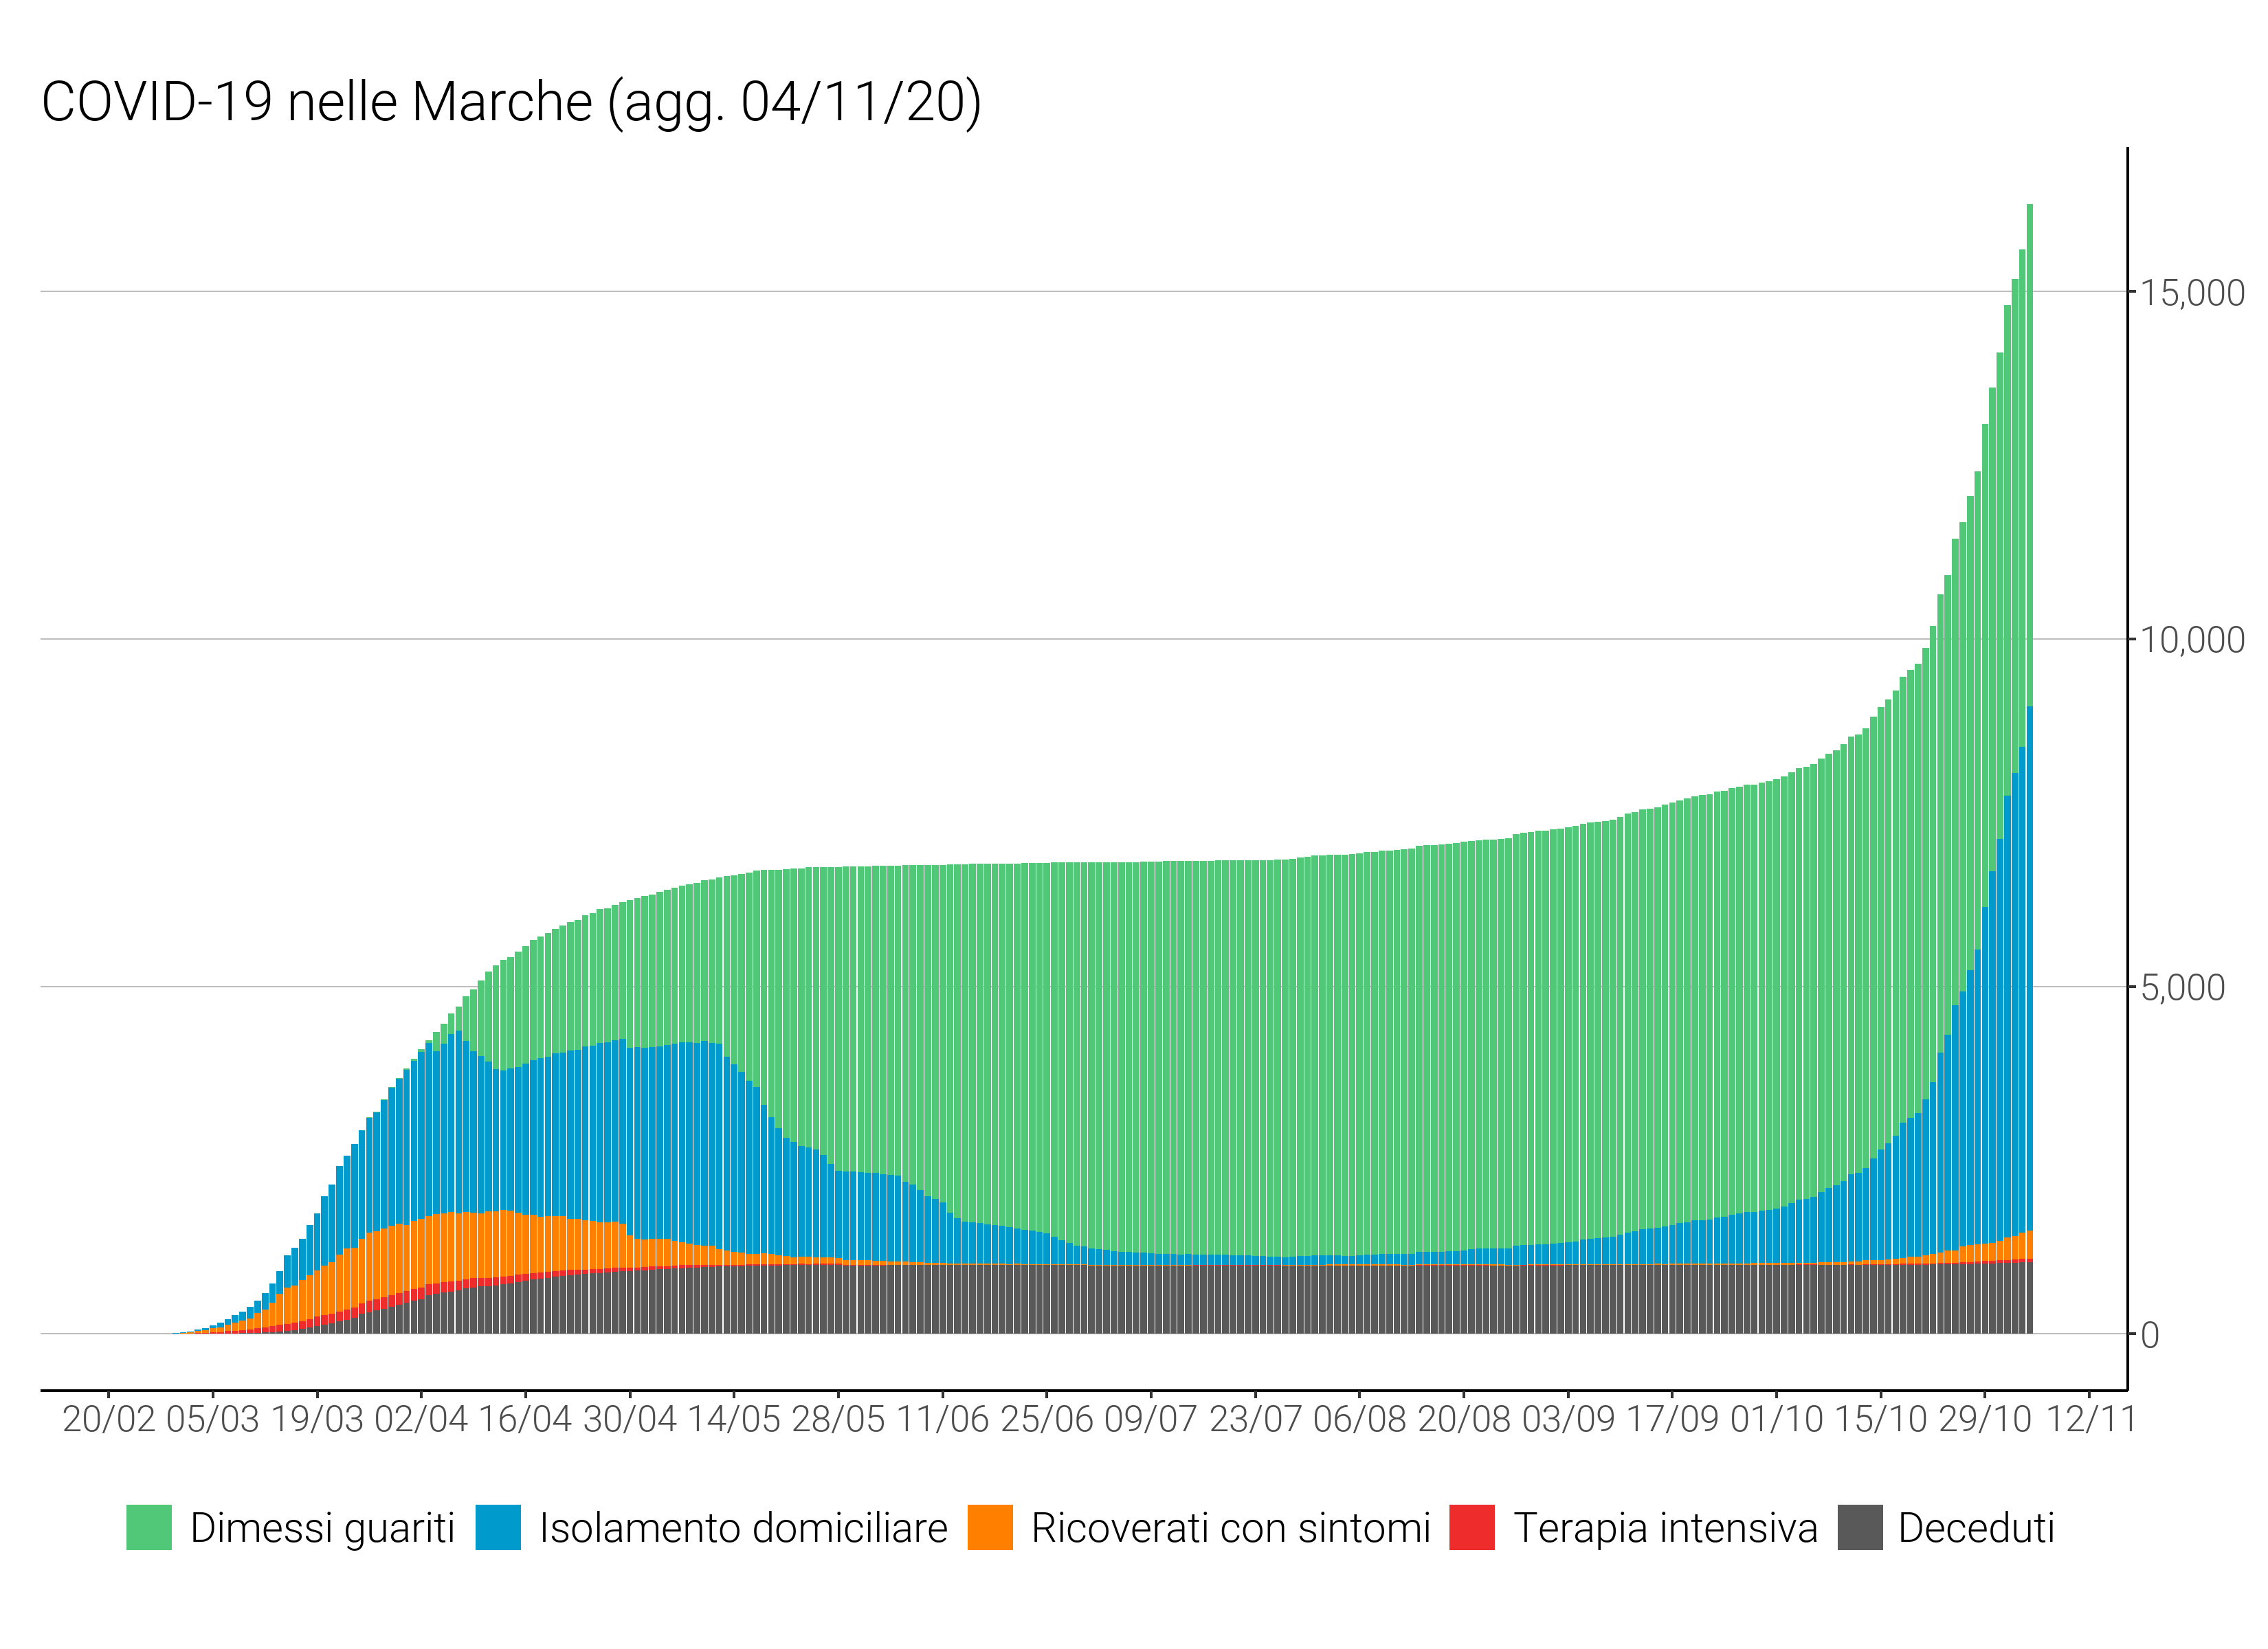 COVID-19 nelle Marche (agg. 04/11/20)
15,000
10,000
5,000
0
20/02 05/03 19/03 02/04 16/04 30/04 14/05 28/05 11/06 25/06 09/07 23/07 06/08 20/08 03/09 17/09 01/10 15/10 29/10 12/11
Dimessi guariti Isolamento domiciliare Ricoverati con sintomi Terapia intensiva Deceduti